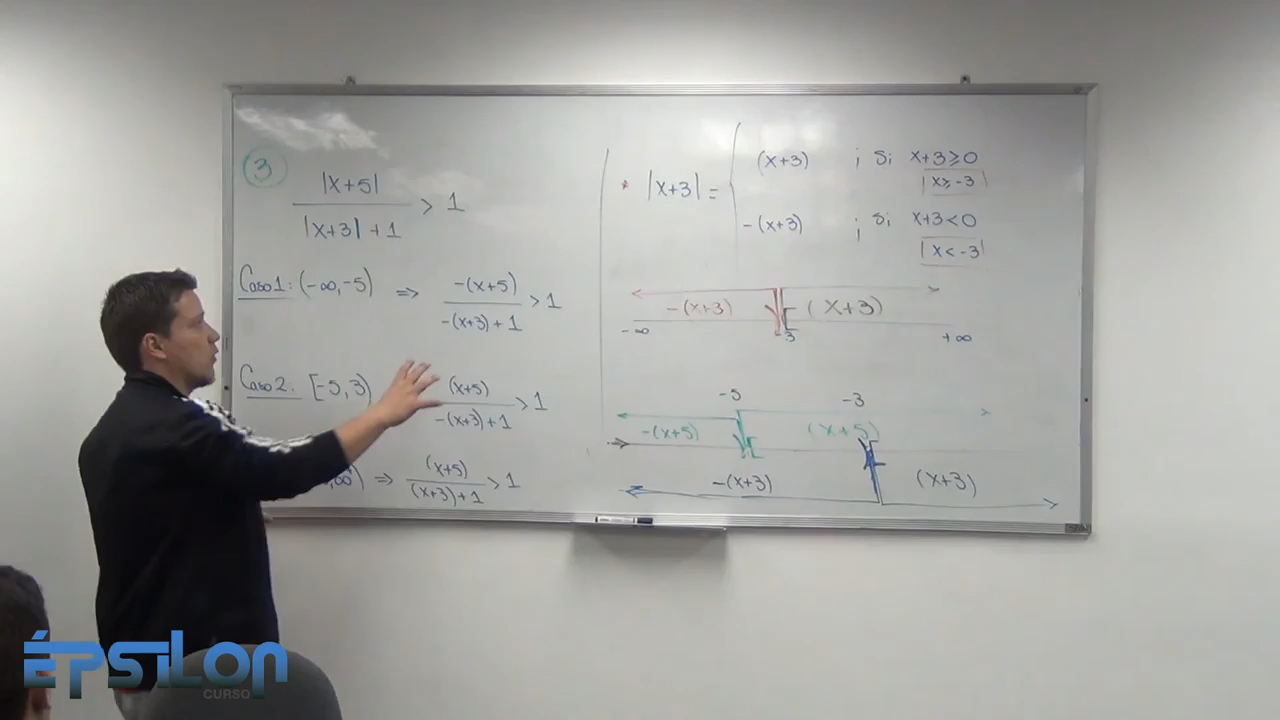 3
|x+5|
|x+3| + 1
> 1
Caso 1: (-∞,-5) ⇒ -(x+5)
-(x+3) + 1
> 1
Caso 2: [-5,3) (x+5)
-(x+3) + 1
> 1
∞) ⇒ (x+5)
(x+3) + 1
> 1
* |x+3| =
(x+3) ; Si x+3≥0
x≥-3
-(x+3) ; Si x+3<0
x<-3
-(x+3) (x+3)
-∞ 3 +∞
-5 -3
-(x+5) (x+5)
-(x+3) (x+3)
ÉPSILON
CURSO